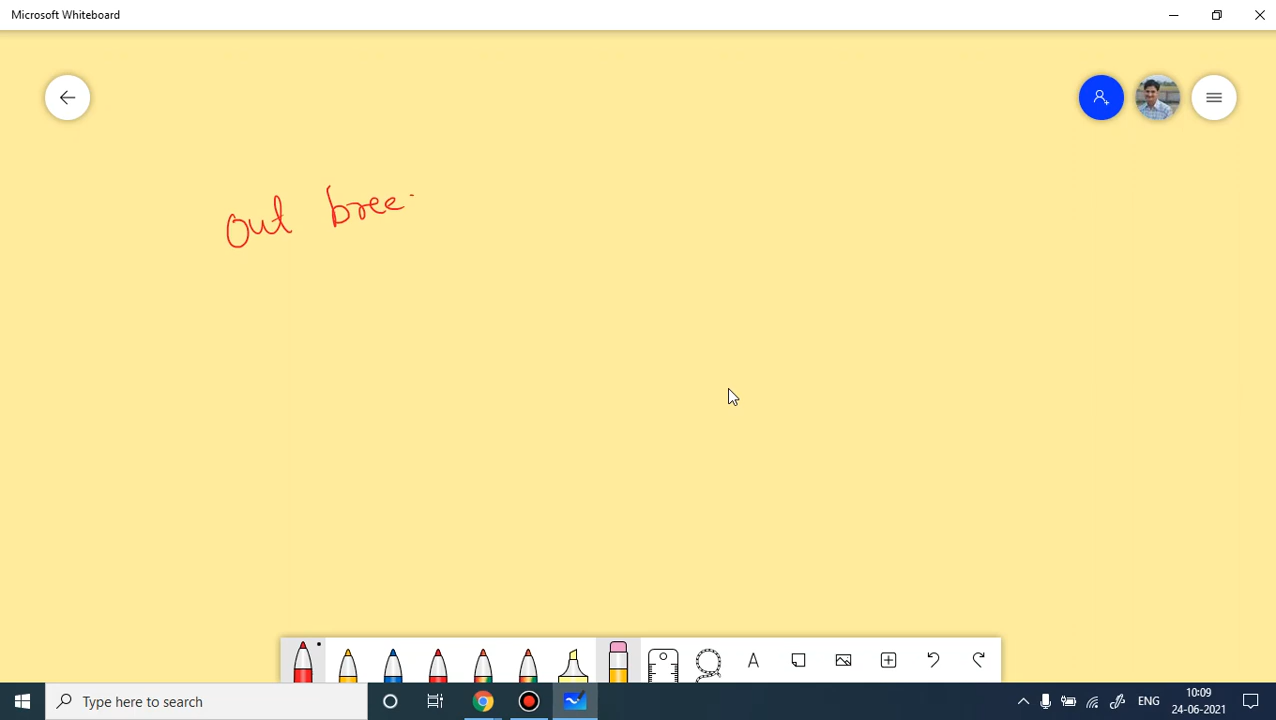 Microsoft Whiteboard
out bree
A
Type here to search
ENG
10:09
24-06-2021